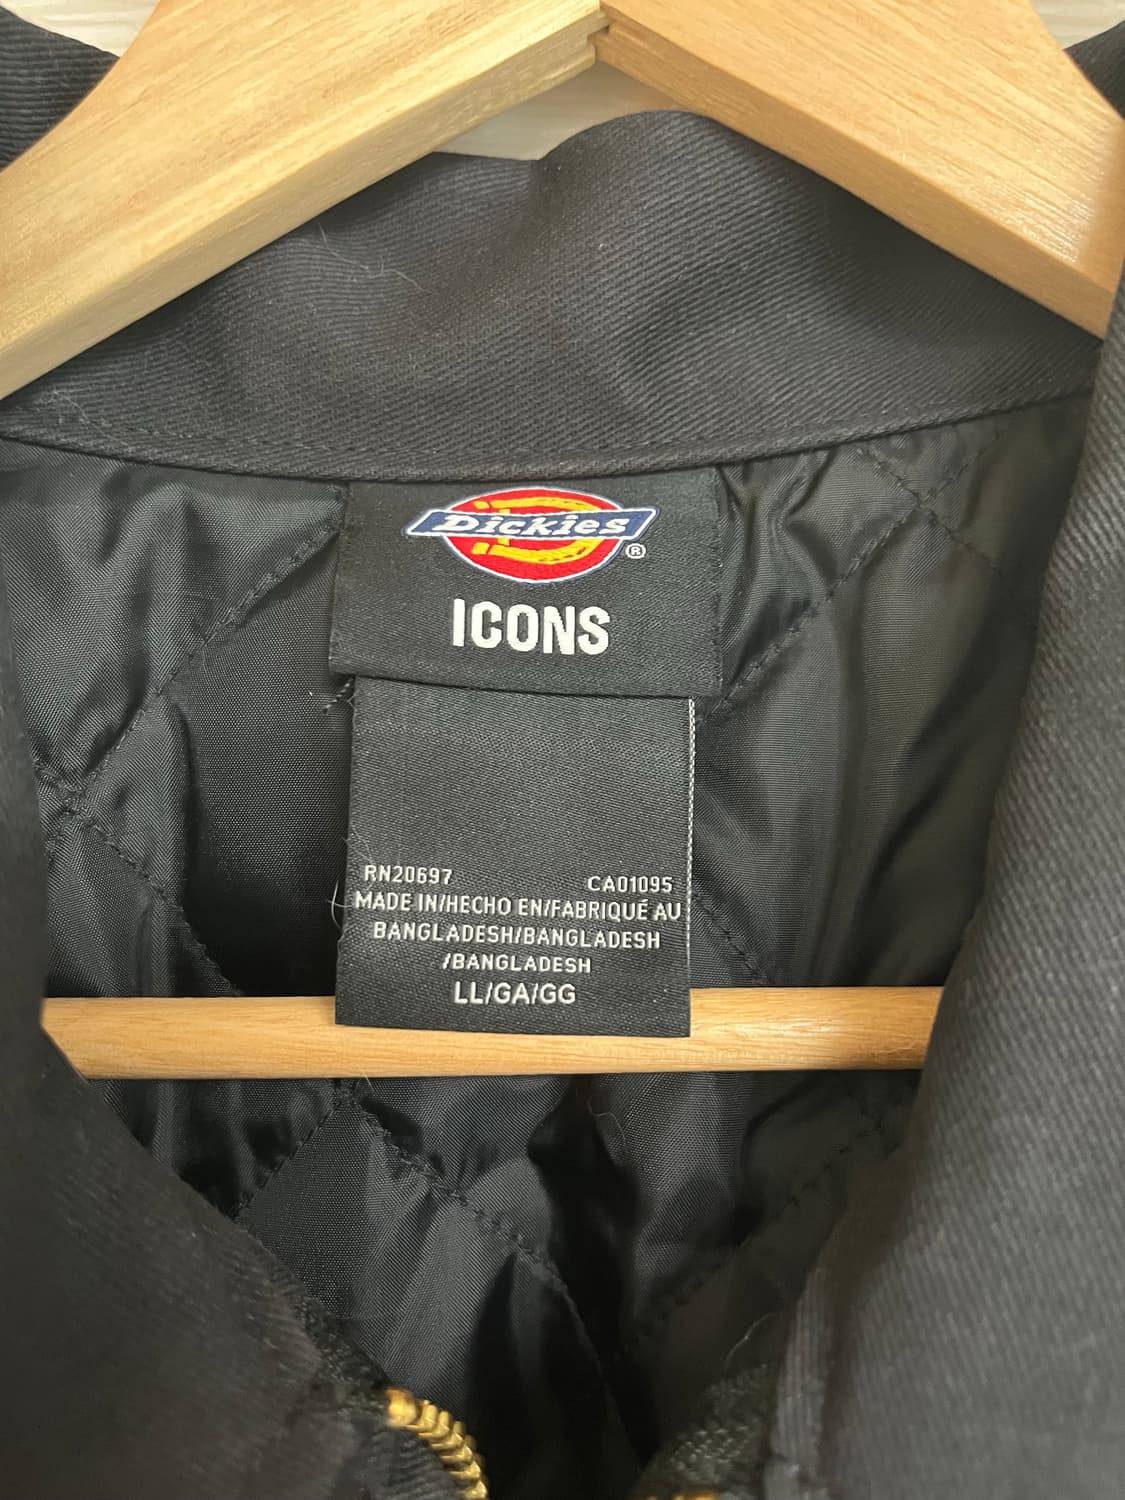 Dickies®
ICONS
RN20697 CA01095
MADE IN/HECHO EN/FABRIQUÉ AU
BANGLADESH/BANGLADESH
/BANGLADESH
LL/GA/GG